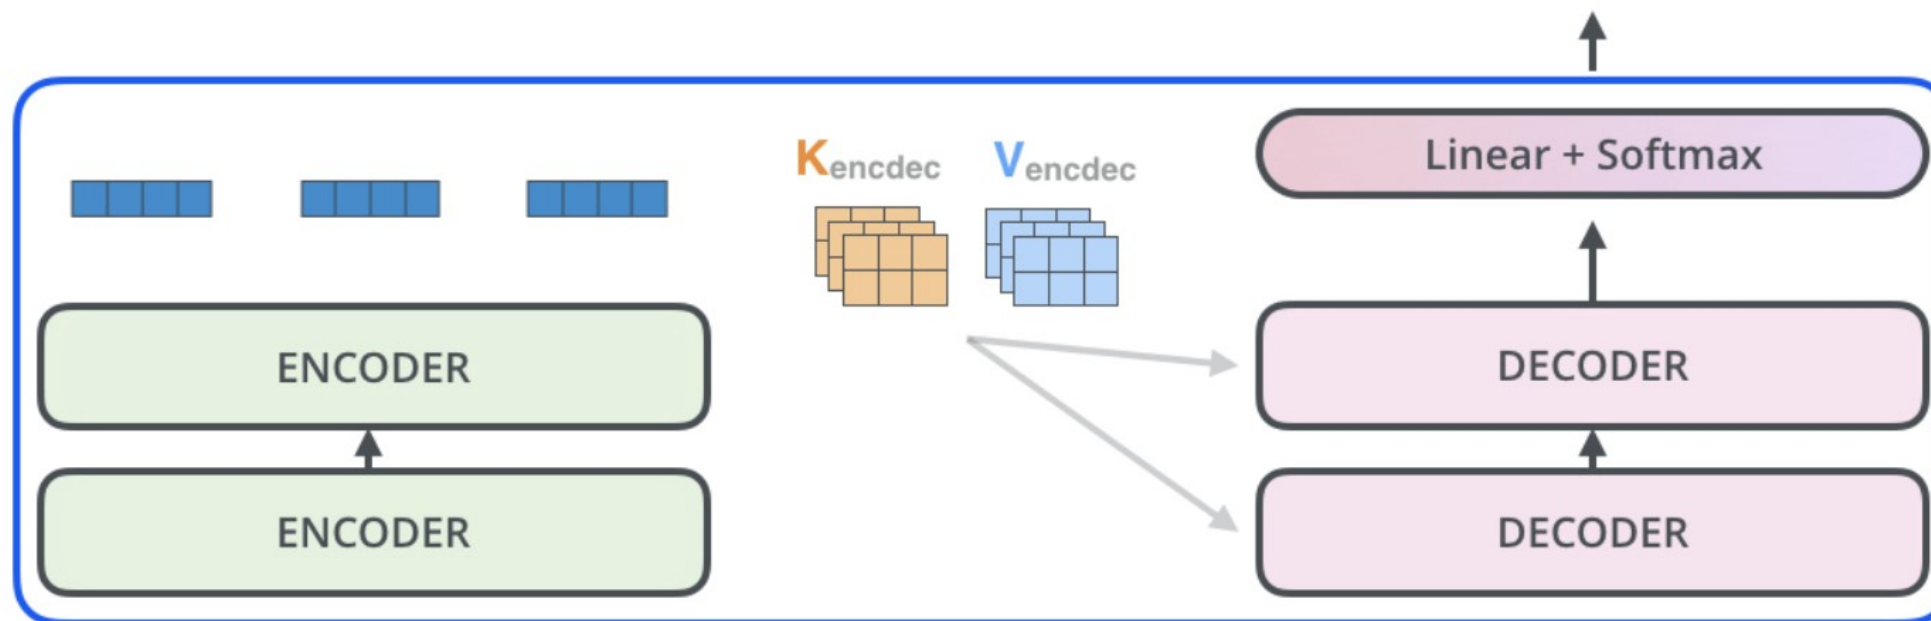 Kencdec Vencdec
Linear + Softmax
ENCODER
DECODER
ENCODER
DECODER